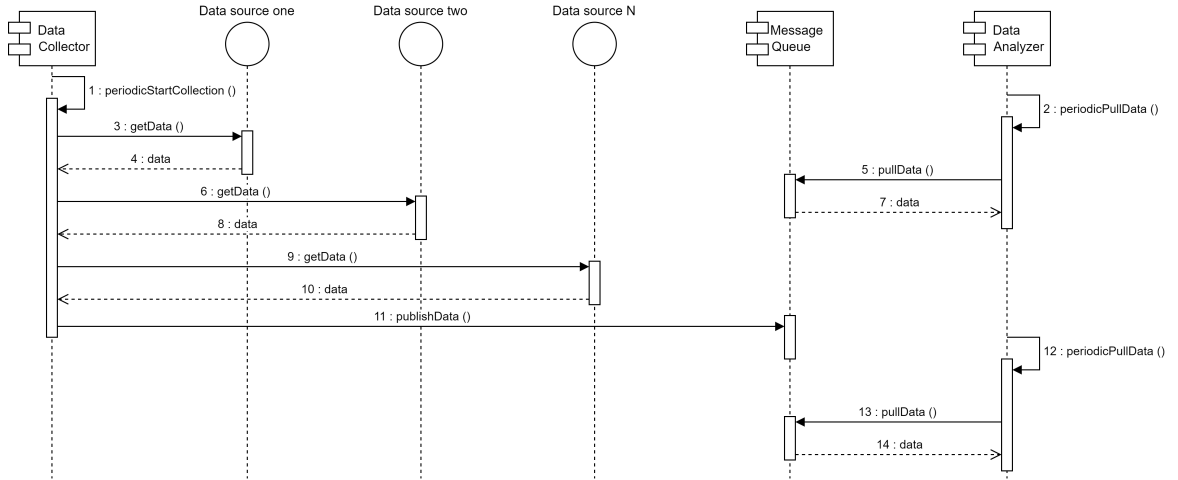 Data source one
Data source two
Data source N
Data
Collector
Message
Queue
Data
Analyzer
1 : periodicStartCollection ()
2 : periodicPullData ()
3 : getData ()
4 : data
5 : pullData ()
6 : getData ()
7 : data
8 : data
9 : getData ()
10 : data
11 : publishData ()
12 : periodicPullData ()
13 : pullData ()
14 : data